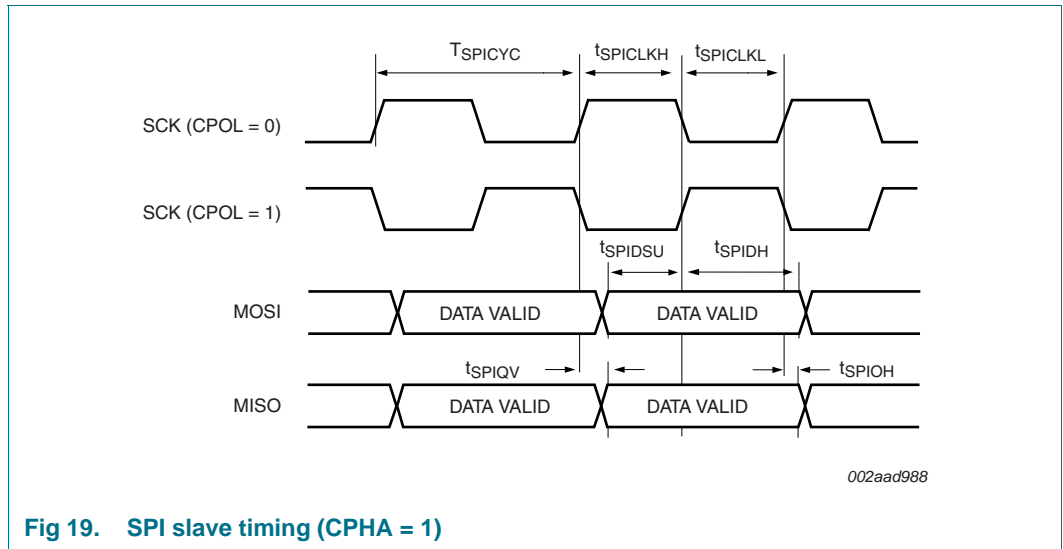 TSPICYC tSPICLKH tSPICLKL
SCK (CPOL = 0)
SCK (CPOL = 1)
tSPIDSU tSPIDH
MOSI DATA VALID DATA VALID
tSPIQV tSPIOH
MISO DATA VALID DATA VALID
002aad988
Fig 19. SPI slave timing (CPHA = 1)